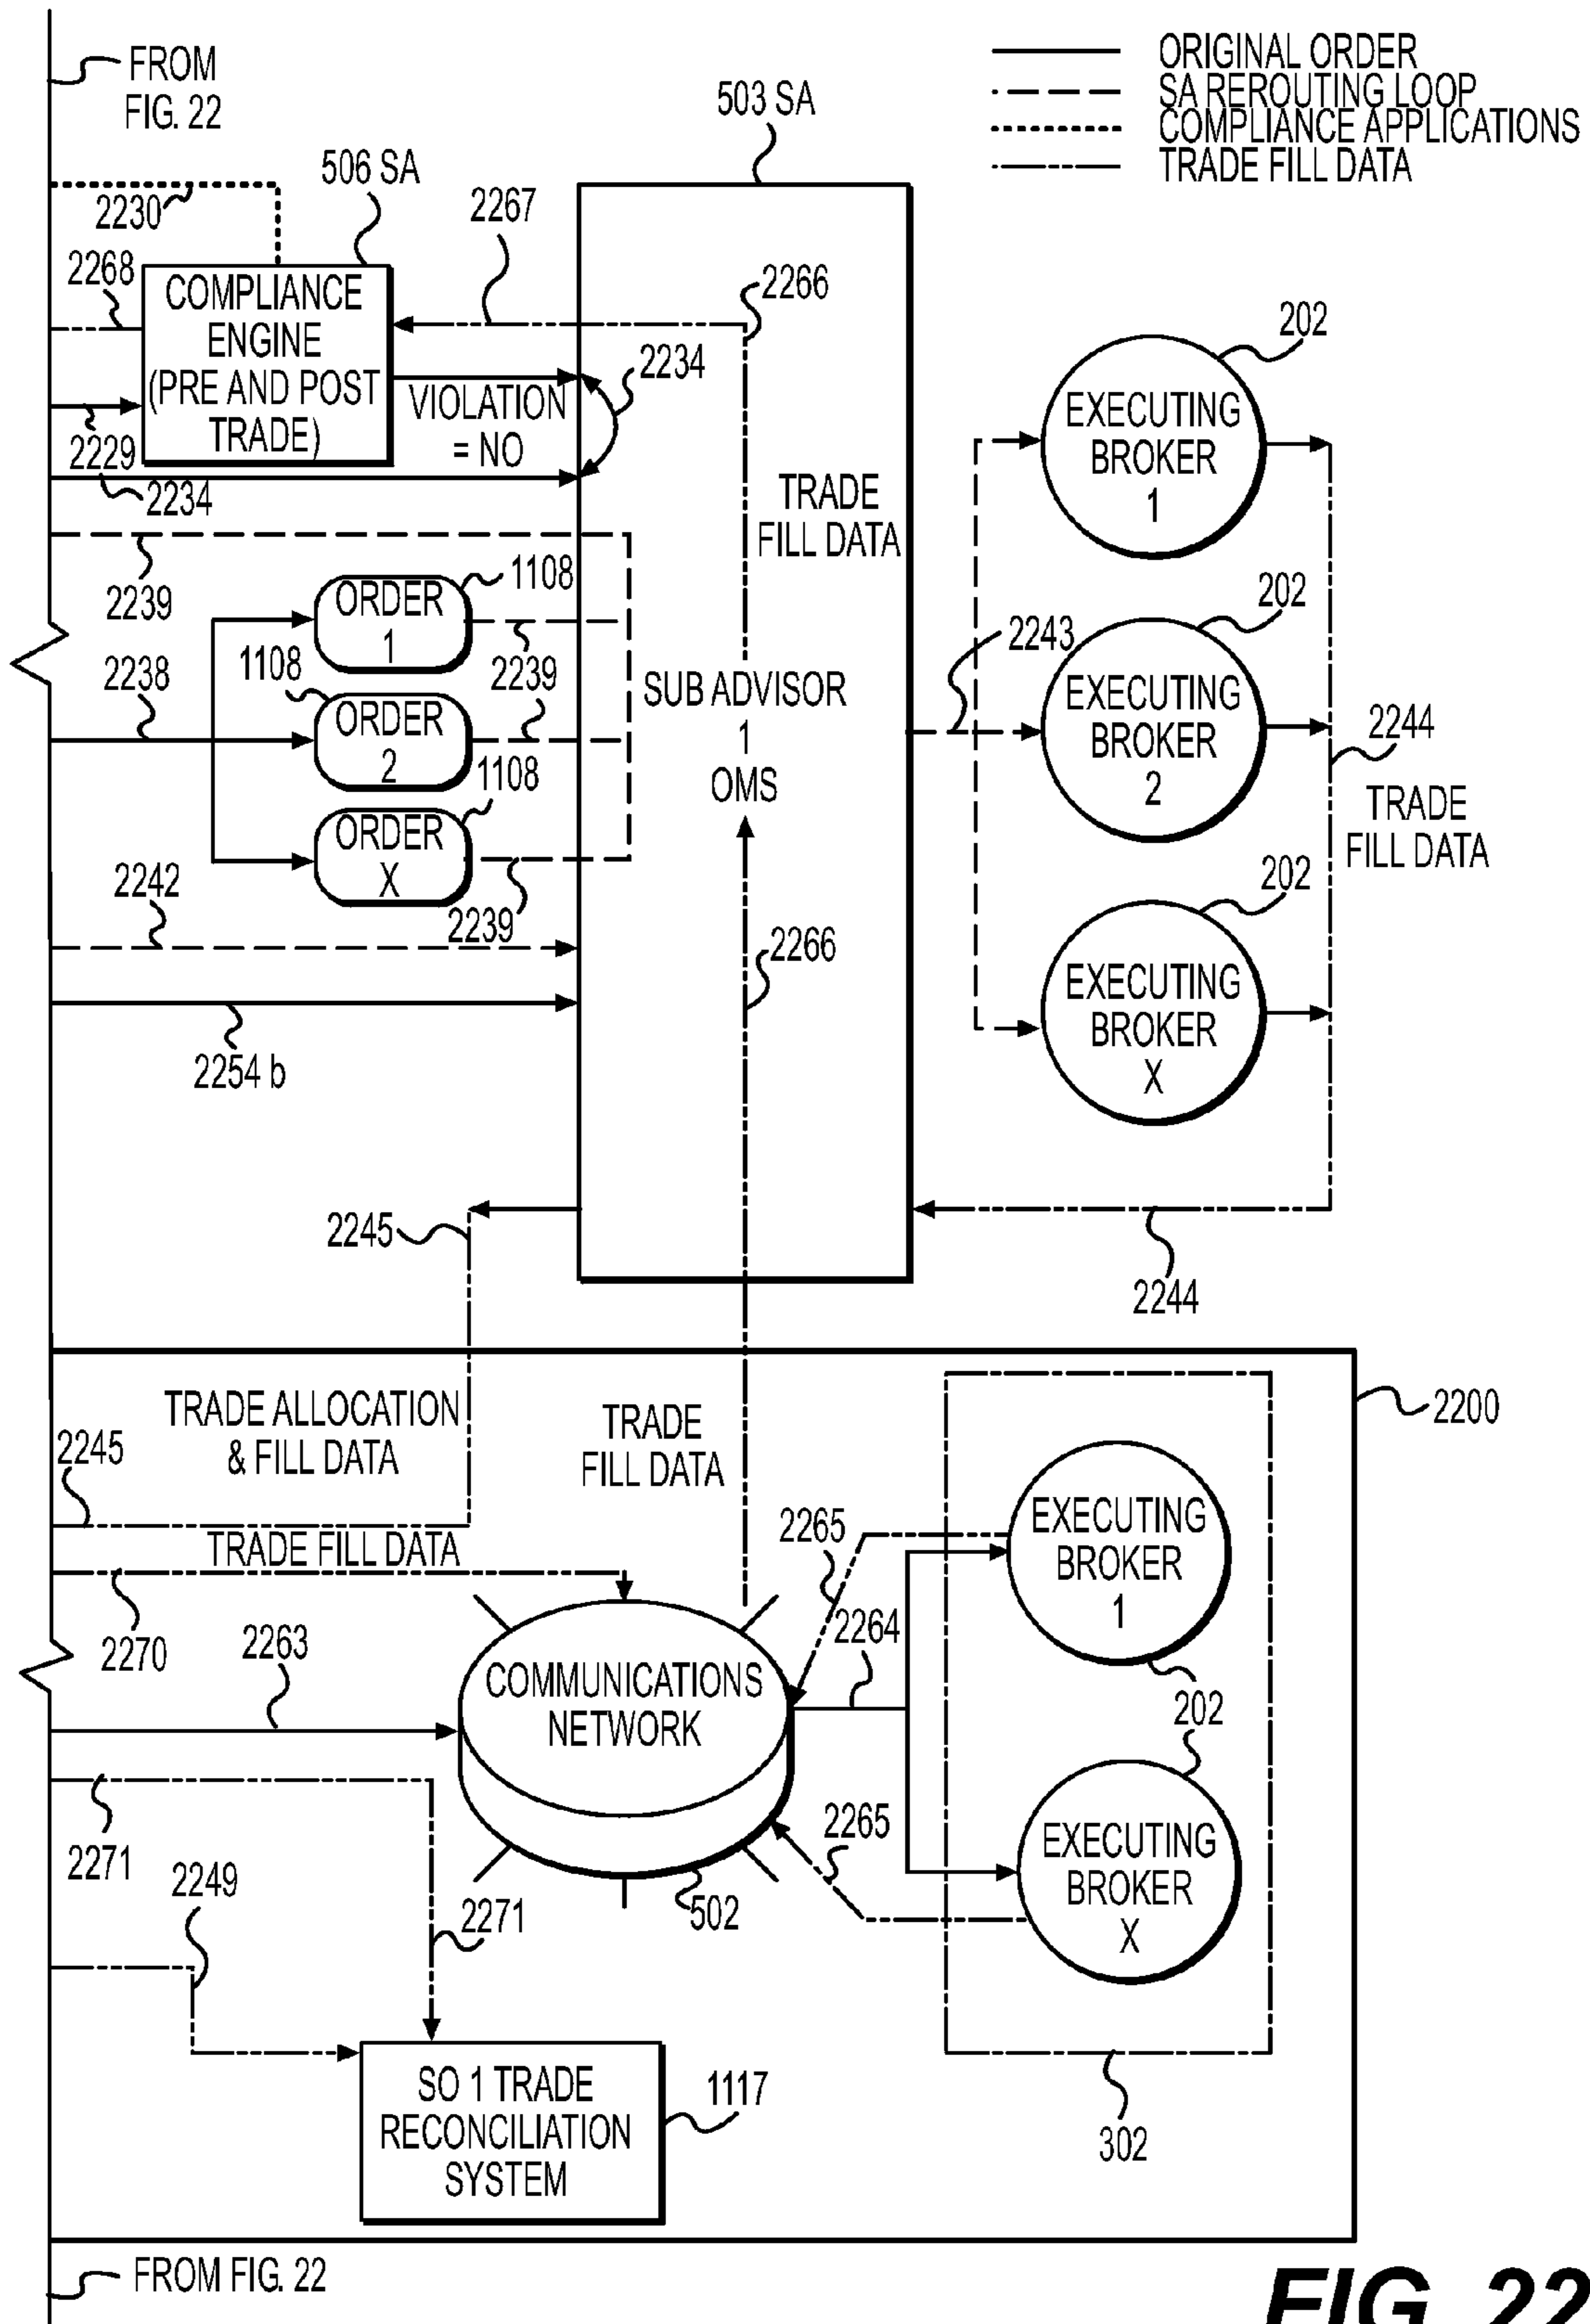 FROM
FIG. 22
ORIGINAL ORDER
SA REROUTING LOOP
COMPLIANCE APPLICATIONS
TRADE FILL DATA
503 SA
506 SA
2230
2267
2268
COMPLIANCE
ENGINE
(PRE AND POST
TRADE)
2266
2234
VIOLATION
= NO
2229
2234
TRADE
FILL DATA
202
EXECUTING
BROKER
1
2239
ORDER
1
1108
2239
2238
1108
ORDER
2
1108
ORDER
X
2239
SUB ADVISOR
1
OMS
2243
202
EXECUTING
BROKER
2
2244
TRADE
FILL DATA
2242
2254 b
2266
202
EXECUTING
BROKER
X
2245
2244
2200
TRADE ALLOCATION
& FILL DATA
TRADE
FILL DATA
2245
TRADE FILL DATA
2270
2263
2265
2264
EXECUTING
BROKER
1
202
COMMUNICATIONS
NETWORK
502
2271
2249
2271
2265
EXECUTING
BROKER
X
302
SO 1 TRADE
RECONCILIATION
SYSTEM
1117
FROM FIG. 22
FIG. 22